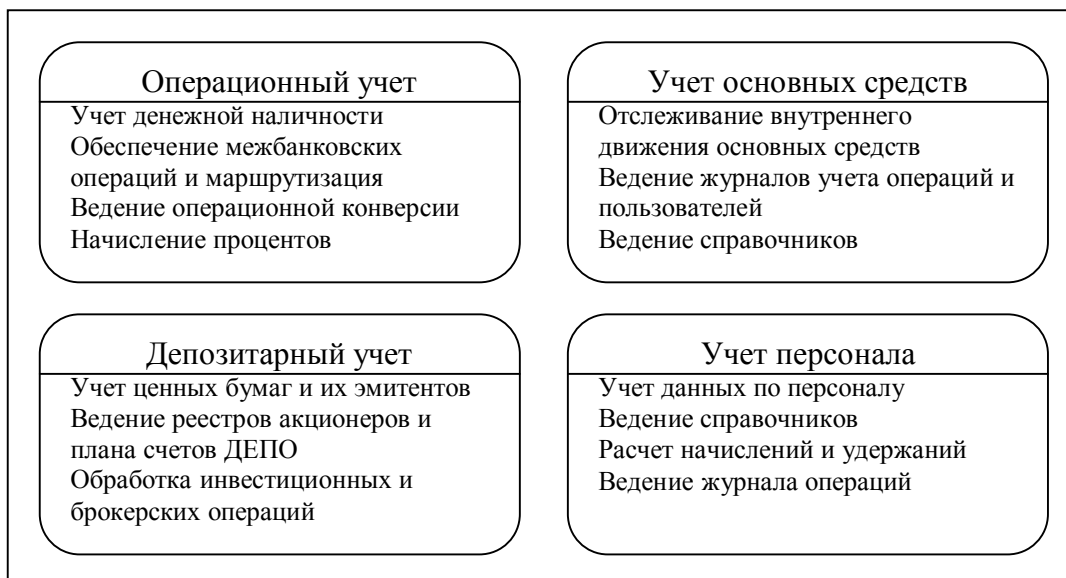 Операционный учет
Учет денежной наличности
Обеспечение межбанковских
операций и маршрутизация
Ведение операционной конверсии
Начисление процентов
Учет основных средств
Отслеживание внутреннего
движения основных средств
Ведение журналов учета операций и
пользователей
Ведение справочников
Депозитарный учет
Учет ценных бумаг и их эмитентов
Ведение реестров акционеров и
плана счетов ДЕПО
Обработка инвестиционных и
брокерских операций
Учет персонала
Учет данных по персоналу
Ведение справочников
Расчет начислений и удержаний
Ведение журнала операций